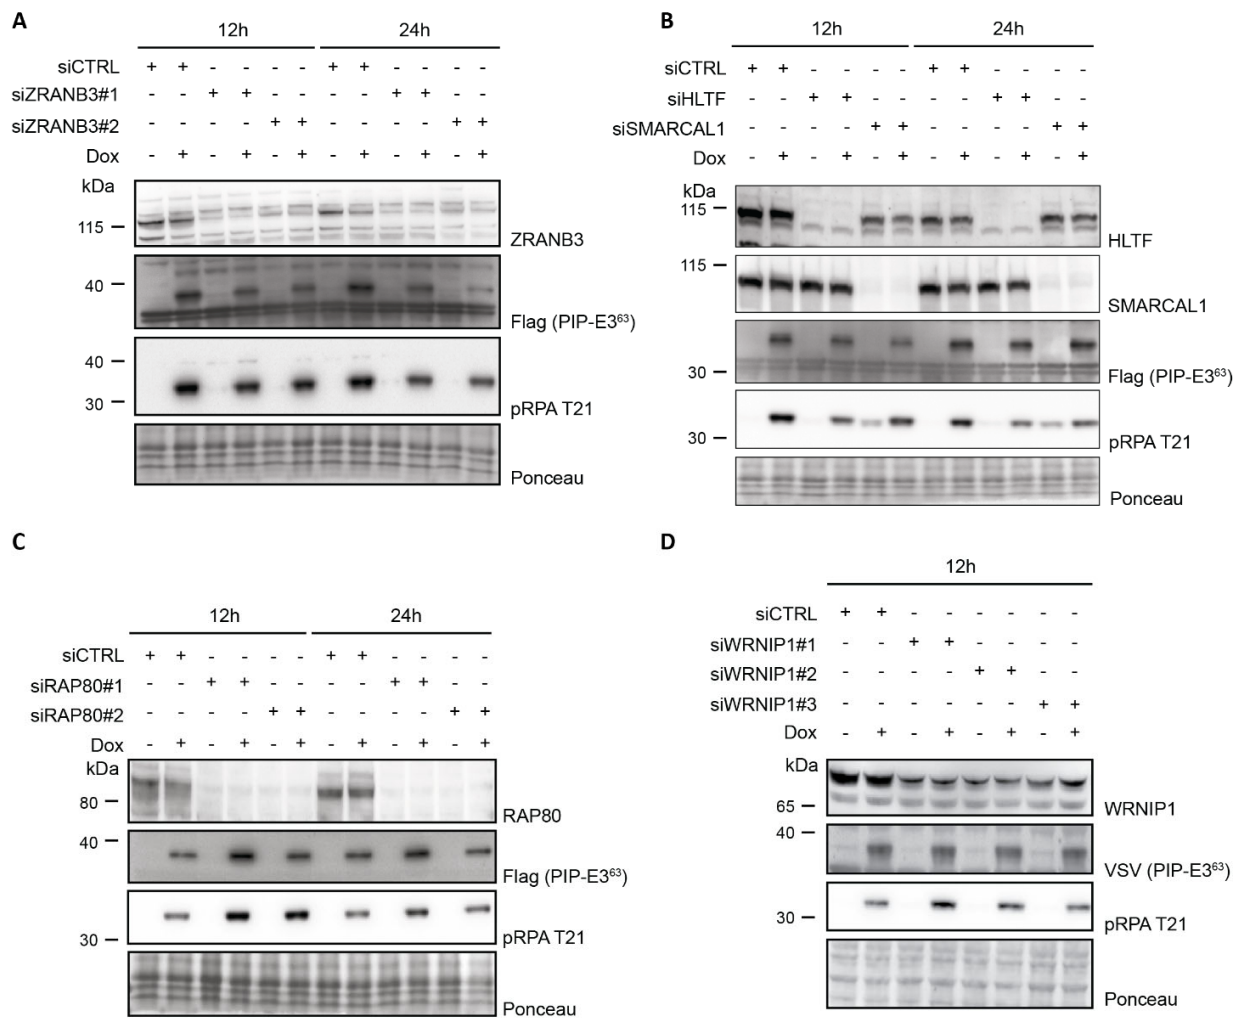 A
12h 24h
siCTRL + + - - - - + + - - - -
siZRANB3#1 - - + + - - - - + + - -
siZRANB3#2 - - - - + + - - - - + +
Dox - + - + - + - + - + - +
kDa
115
ZRANB3
40
Flag (PIP-E3⁶³)
40
30
pRPA T21
Ponceau
B
12h 24h
siCTRL + + - - - - + + - - - -
siHLTF - - + + - - - - + + - -
siSMARCAL1 - - - - + + - - - - + +
Dox - + - + - + - + - + - +
kDa
115
HLTF
115
SMARCAL1
Flag (PIP-E3⁶³)
30
pRPA T21
30
Ponceau
C
12h 24h
siCTRL + + - - - - + + - - - -
siRAP80#1 - - + + - - - - + + - -
siRAP80#2 - - - - + + - - - - + +
Dox - + - + - + - + - + - +
kDa
80
RAP80
40
Flag (PIP-E3⁶³)
30
pRPA T21
Ponceau
D
12h
siCTRL + + - - - - - -
siWRNIP1#1 - - + + - - - -
siWRNIP1#2 - - - - + + - -
siWRNIP1#3 - - - - - - + +
Dox - + - + - + - +
kDa
65
WRNIP1
40
VSV (PIP-E3⁶³)
30
pRPA T21
Ponceau